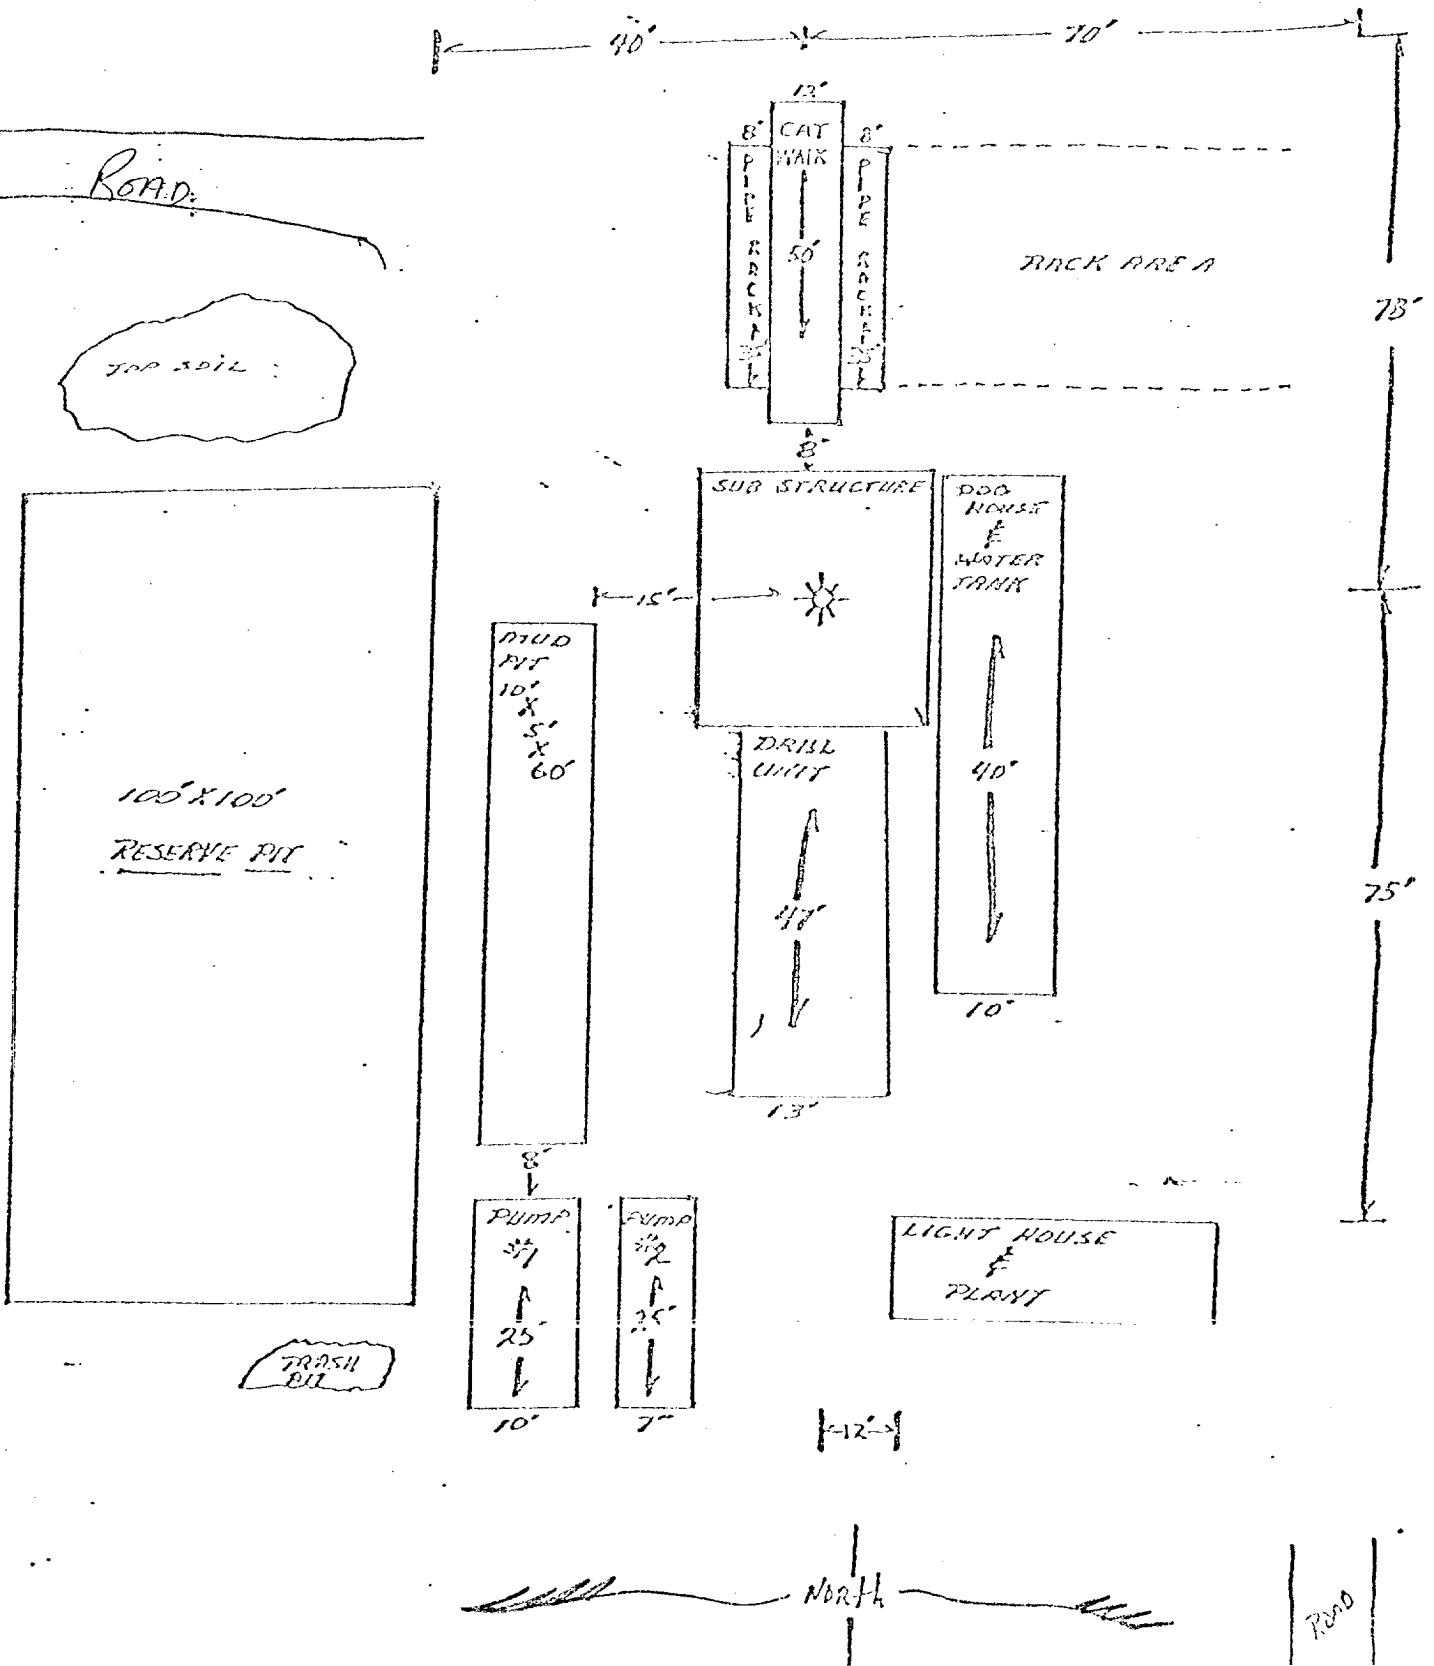 40'
70'
12'
8'
CAT
8'
WALK
ROAD
PIPE RACKS
50'
PIPE RACKS
RACK AREA
78'
TOP SOIL
8'
SUB STRUCTURE
DOG
HOUSE
&
WATER
TANK
15'
MUD
PIT
10'
X
5'
X
60'
DRILL
UNIT
40'
100' X 100'
RESERVE PIT
75'
47'
10'
13'
8'
PUMP
#1
25'
10'
PUMP
#2
25'
7'
LIGHT HOUSE
&
PLANT
TRASH
PIT
12'
NORTH
ROAD